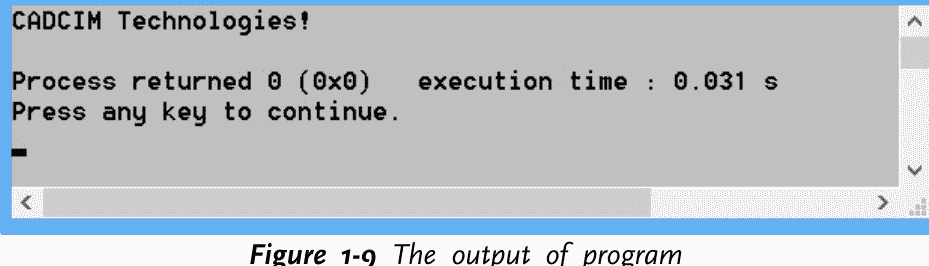 CADCIM Technologies!
Process returned 0 (0x0)   execution time : 0.031 s
Press any key to continue.
Figure 1-9 The output of program